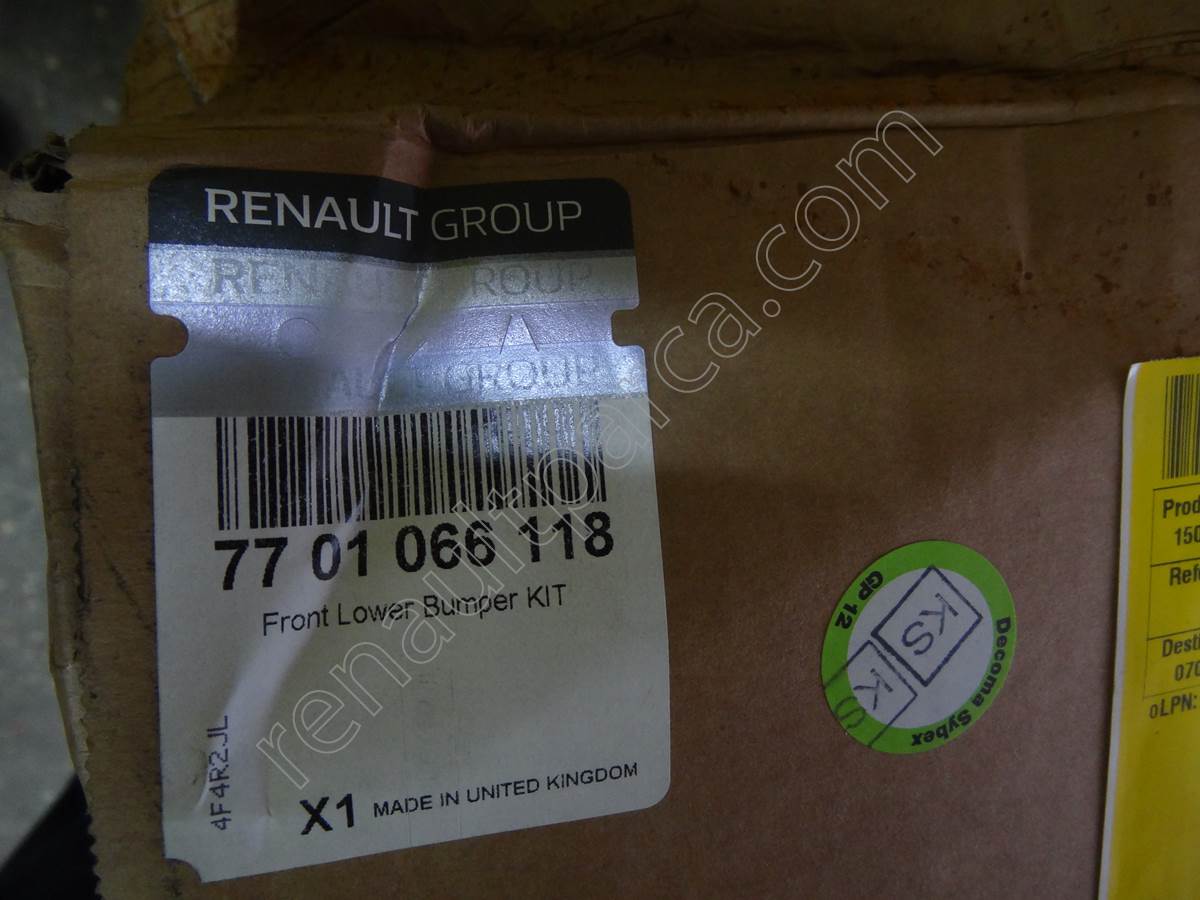 RENAULT GROUP
77 01 066 118
Front Lower Bumper KIT
4F4R2JL
X1 MADE IN UNITED KINGDOM
renaultparca.com
GP 12
KS
K
Decoma Sybex
Prod
150
Refe
Desti
070
LPN: